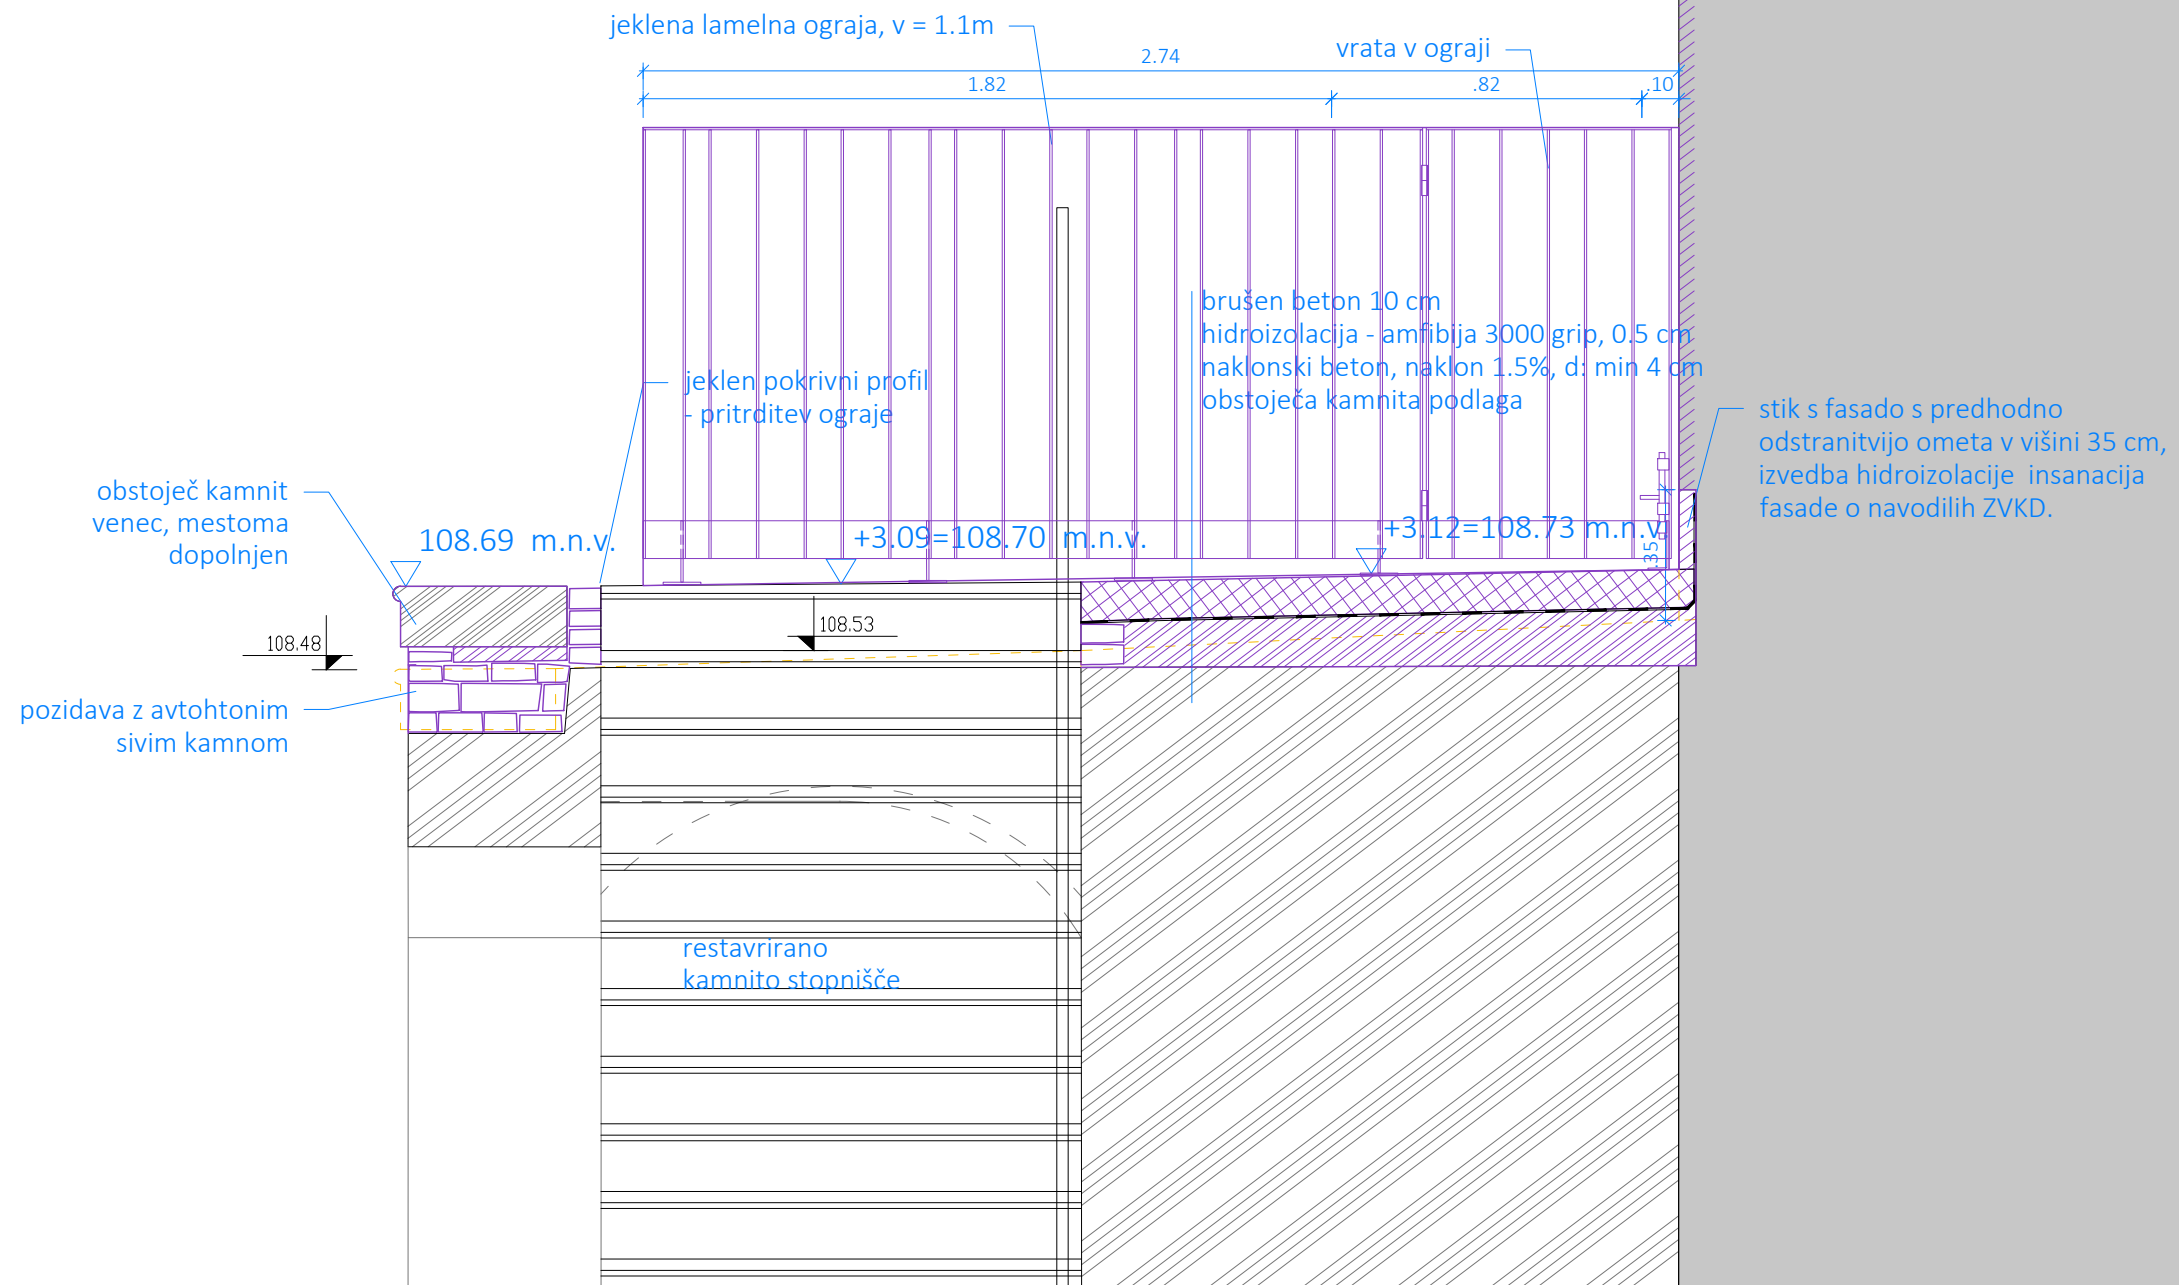 jeklena lamelna ograja, v = 1.1m
vrata v ograji
2.74
1.82
.82
.10
brušen beton 10 cm
hidroizolacija - amfibija 3000 grip, 0.5 cm
naklonski beton, naklon 1.5%, d: min 4 cm
obstoječa kamnita podlaga
jeklen pokrivni profil
- pritrditev ograje
stik s fasado s predhodno
odstranitvijo ometa v višini 35 cm,
izvedba hidroizolacije insanacija
fasade o navodilih ZVKD.
obstoječ kamnit
venec, mestoma
dopolnjen
108.69 m.n.v.
+3.09=108.70 m.n.v.
+3.12=108.73 m.n.v.
.35
108.53
108.48
pozidava z avtohtonim
sivim kamnom
restavrirano
kamnito stopnišče